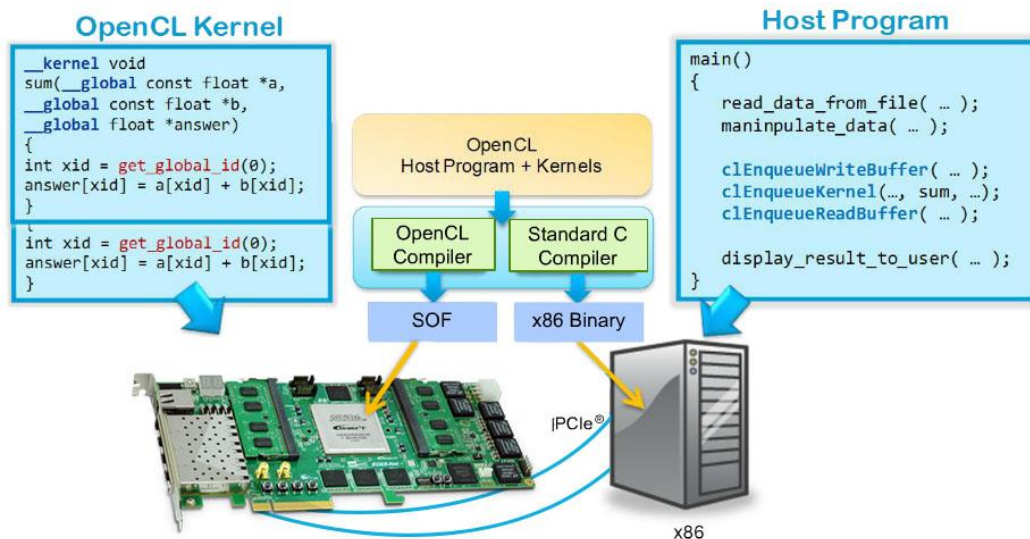 OpenCL Kernel
__kernel void
sum(__global const float *a,
__global const float *b,
__global float *answer)
{
int xid = get_global_id(0);
answer[xid] = a[xid] + b[xid];
}
{
int xid = get_global_id(0);
answer[xid] = a[xid] + b[xid];
}
OpenCL
Host Program + Kernels
OpenCL
Compiler
Standard C
Compiler
SOF
x86 Binary
Host Program
main()
{
read_data_from_file( … );
maninpulate_data( … );
clEnqueueWriteBuffer( … );
clEnqueueKernel(…, sum, …);
clEnqueueReadBuffer( … );
display_result_to_user( … );
}
PCIe®
x86